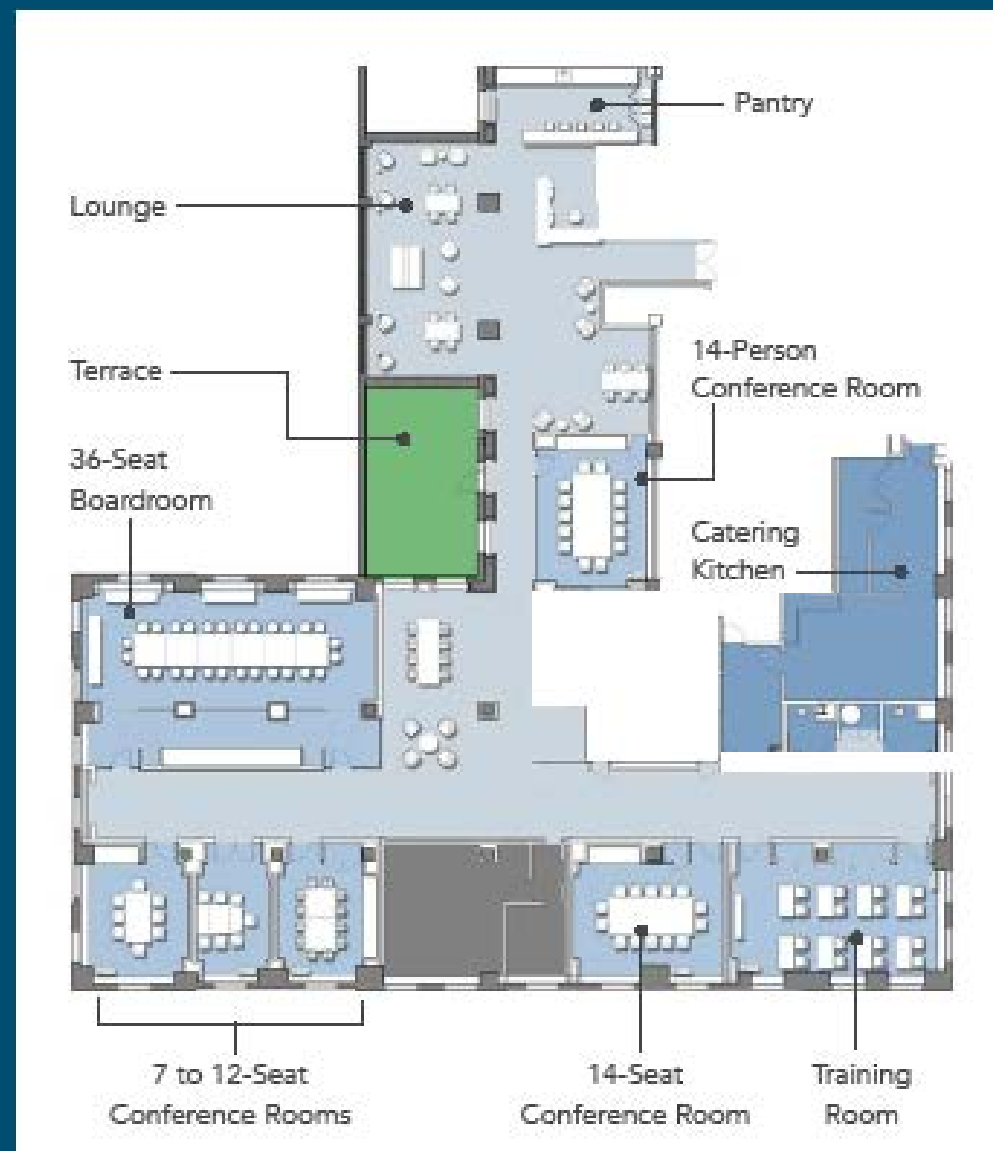 Pantry
Lounge
Terrace
14-Person
Conference Room
36-Seat
Boardroom
Catering
Kitchen
7 to 12-Seat
Conference Rooms
14-Seat
Conference Room
Training
Room